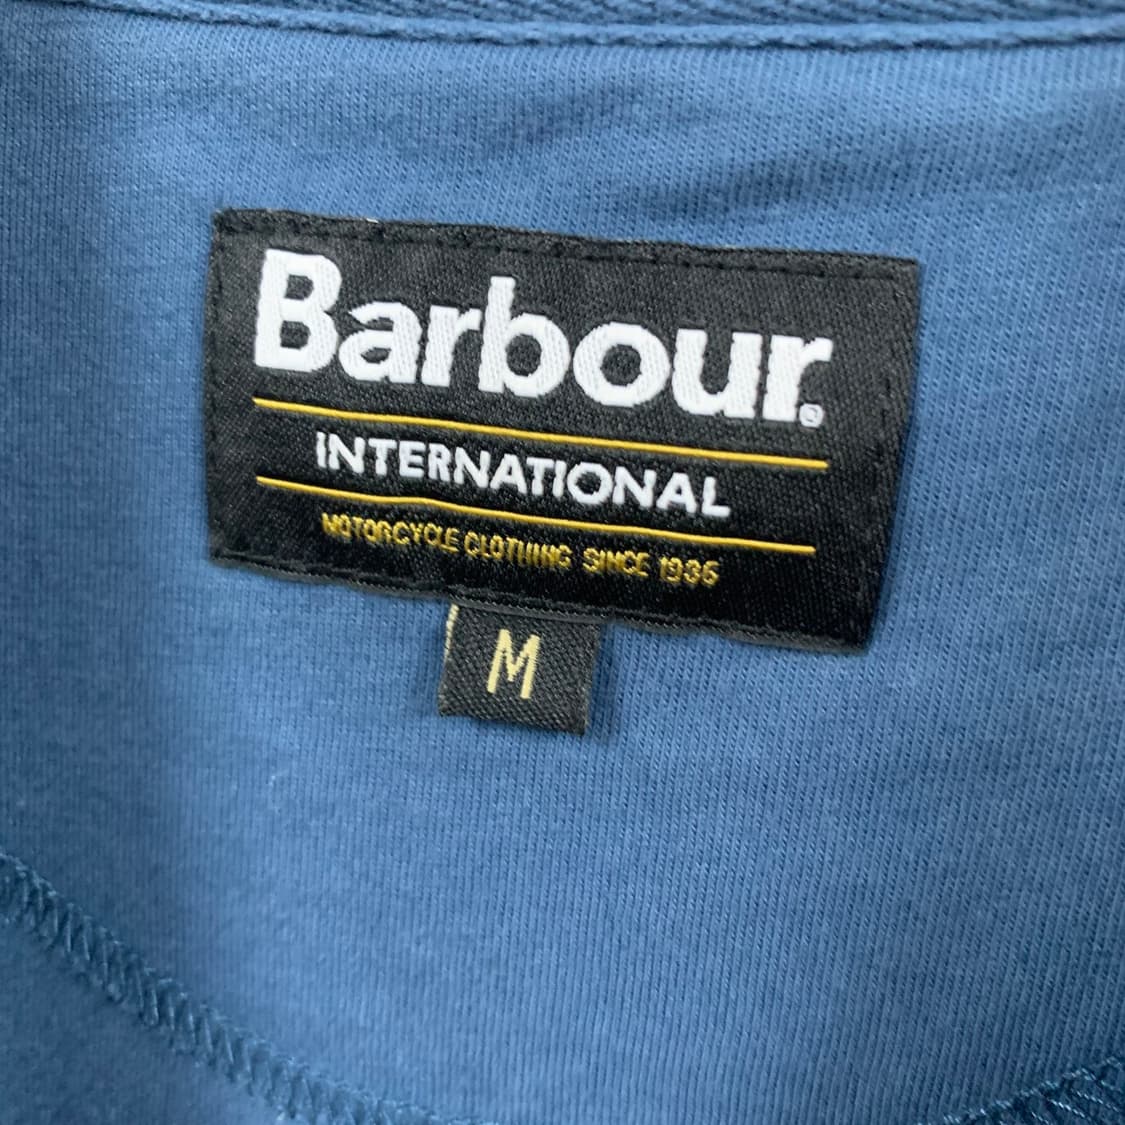 Barbour®
INTERNATIONAL
MOTORCYCLE CLOTHING SINCE 1936
M